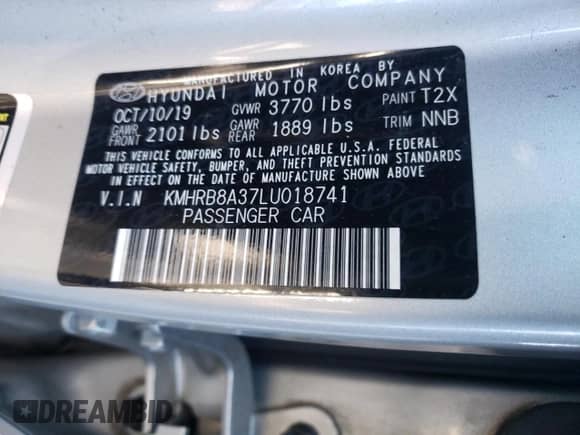 MANUFACTURED IN KOREA BY
HYUNDAI MOTOR COMPANY
OCT/10/19 GVWR 3770 lbs PAINT T2X
GAWR FRONT 2101 lbs GAWR REAR 1889 lbs TRIM NNB
THIS VEHICLE CONFORMS TO ALL APPLICABLE U.S.A. FEDERAL
MOTOR VEHICLE SAFETY, BUMPER, AND THEFT PREVENTION STANDARDS
IN EFFECT ON THE DATE OF MANUFACTURE SHOWN ABOVE.
V.I.N KMHRB8A37LU018741
PASSENGER CAR
DREAMBID